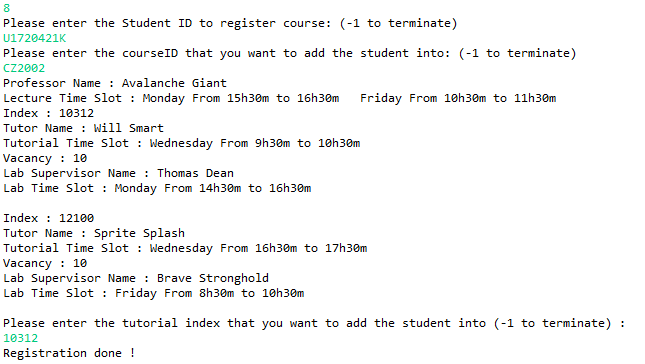 8
Please enter the Student ID to register course: (-1 to terminate)
U1720421K
Please enter the courseID that you want to add the student into: (-1 to terminate)
CZ2002
Professor Name : Avalanche Giant
Lecture Time Slot : Monday From 15h30m to 16h30m   Friday From 10h30m to 11h30m
Index : 10312
Tutor Name : Will Smart
Tutorial Time Slot : Wednesday From 9h30m to 10h30m
Vacancy : 10
Lab Supervisor Name : Thomas Dean
Lab Time Slot : Monday From 14h30m to 16h30m
Index : 12100
Tutor Name : Sprite Splash
Tutorial Time Slot : Wednesday From 16h30m to 17h30m
Vacancy : 10
Lab Supervisor Name : Brave Stronghold
Lab Time Slot : Friday From 8h30m to 10h30m
Please enter the tutorial index that you want to add the student into (-1 to terminate) :
10312
Registration done !